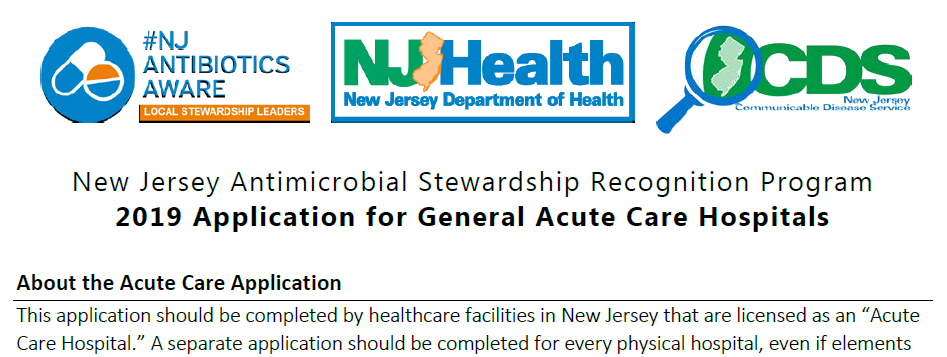 #NJ
ANTIBIOTICS
AWARE
LOCAL STEWARDSHIP LEADERS
NJHealth
New Jersey Department of Health
CDS
New Jersey
Communicable Disease Service
New Jersey Antimicrobial Stewardship Recognition Program
2019 Application for General Acute Care Hospitals
About the Acute Care Application
This application should be completed by healthcare facilities in New Jersey that are licensed as an “Acute
Care Hospital.” A separate application should be completed for every physical hospital, even if elements